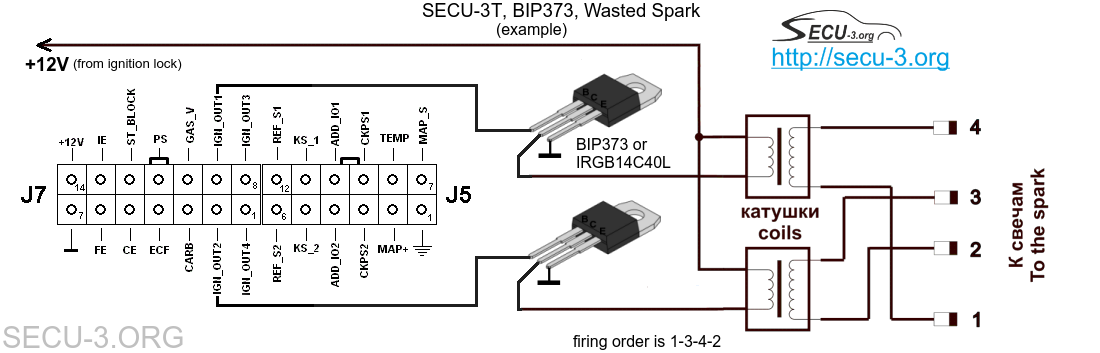 SECU-3T, BIP373, Wasted Spark
(example)
SECU-3.org
http://secu-3.org
+12V (from ignition lock)
+12V IE ST_BLOCK PS GAS_V IGN_OUT1 IGN_OUT3 REF_S1 KS_1 ADD_IO1 CKPS1 TEMP MAP_S
B C E
BIP373 or
IRGB14C40L
14 8 12 7
J7 J5
7 1 6 1
FE CE ECF CARB IGN_OUT2 IGN_OUT4 REF_S2 KS_2 ADD_IO2 CKPS2 MAP+
B C E
катушки
coils
4
3
2
1
К свечам
To the spark
firing order is 1-3-4-2
SECU-3.ORG